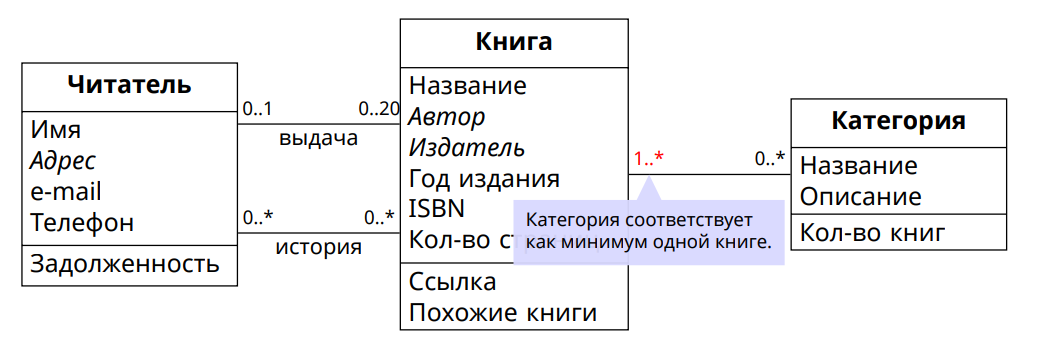 Читатель
Имя
Адрес
e-mail
Телефон
Задолженность
0..1
0..20
выдача
0..*
0..*
история
Книга
Название
Автор
Издатель
Год издания
ISBN
Кол-во
Ссылка
Похожие книги
1..*
0..*
Категория соответствует
как минимум одной книге.
Категория
Название
Описание
Кол-во книг